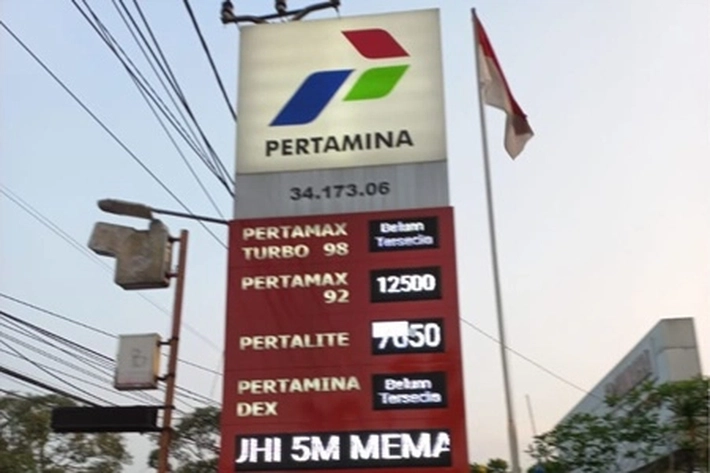 PERTAMINA
34.173.06
PERTAMAX
TURBO 98
Belum
Tersedia
PERTAMAX
92
12500
PERTALITE
7650
PERTAMINA
DEX
Belum
Tersedia
JHI 5M MEMA